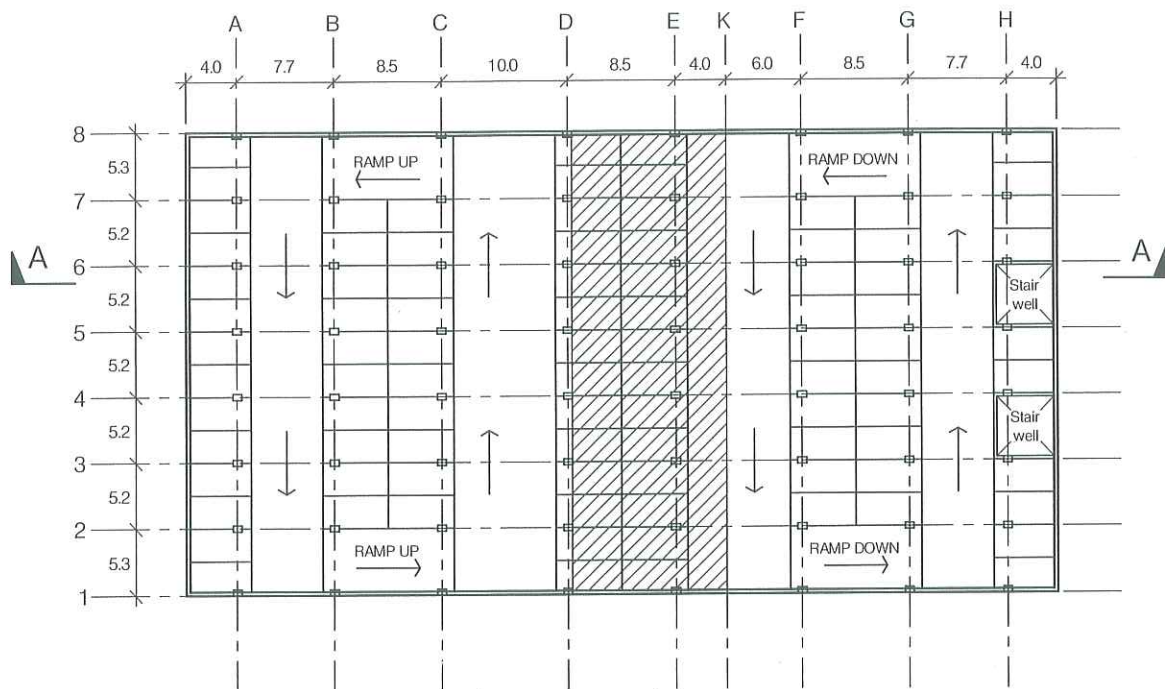 A B C D E K F G H
4.0 7.7 8.5 10.0 8.5 4.0 6.0 8.5 7.7 4.0
8
5.3
RAMP UP
RAMP DOWN
7
5.2
A
A
6
Stair
well
5.2
5
5.2
4
Stair
well
5.2
3
5.2
2
RAMP UP
RAMP DOWN
5.3
1